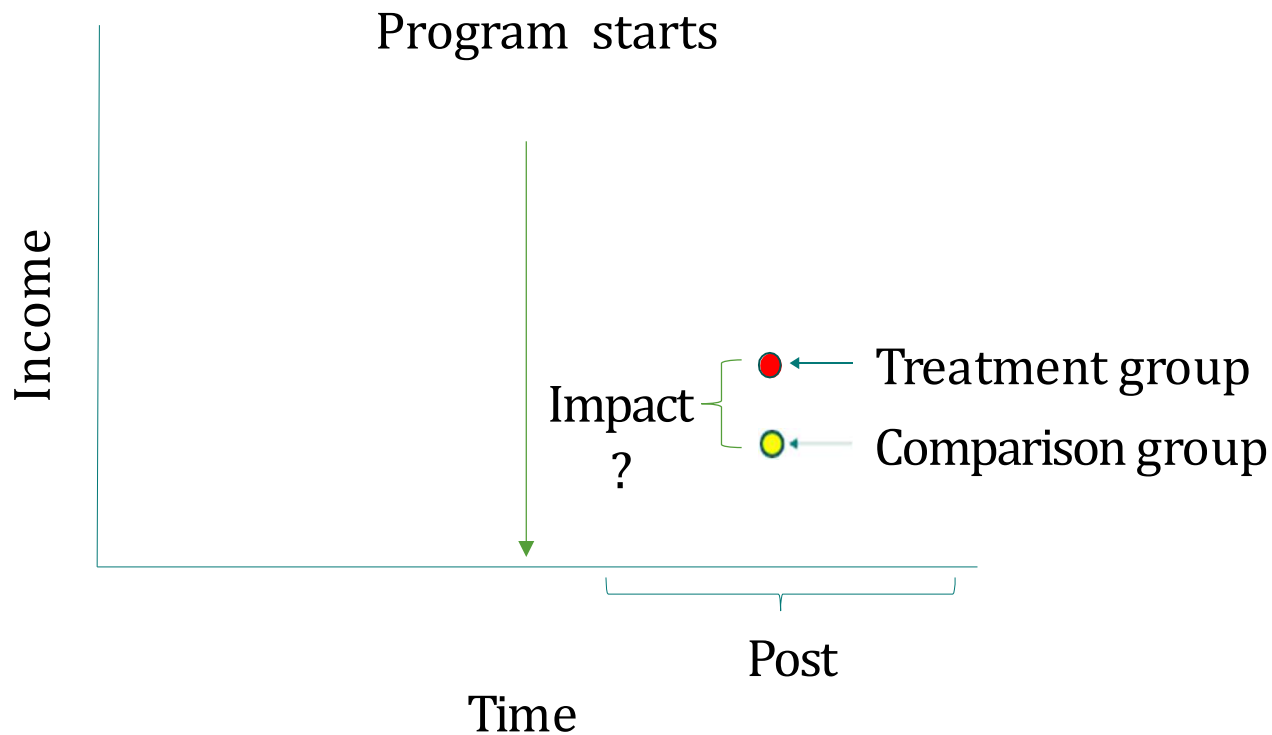 Program starts
Income
Treatment group
Impact
?
Comparison group
Post
Time